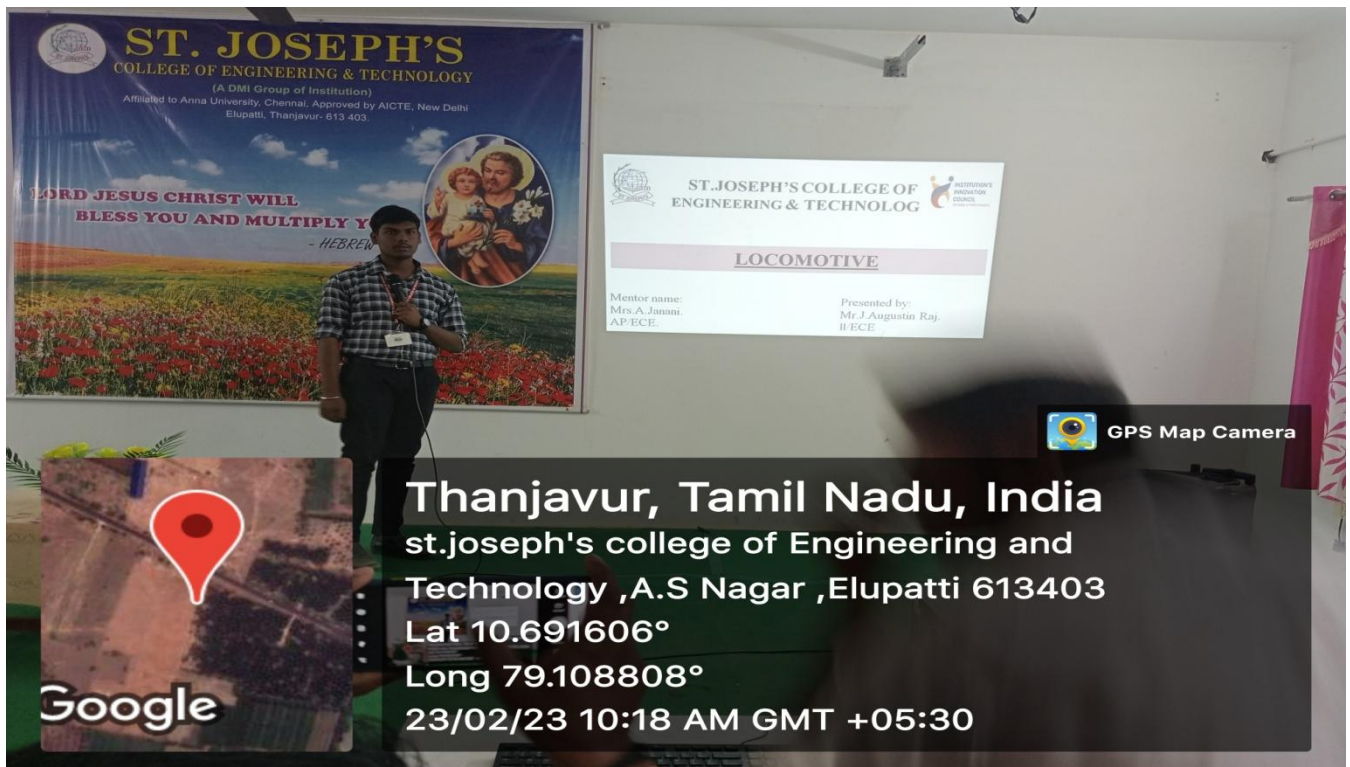 ST. JOSEPH'S
COLLEGE OF ENGINEERING & TECHNOLOGY
(A DMI Group of Institution)
Affiliated to Anna University, Chennai, Approved by AICTE, New Delhi
Elupatti, Thanjavur- 613 403.
LORD JESUS CHRIST WILL
BLESS YOU AND MULTIPLY
- HEBREW
ST.JOSEPH'S COLLEGE OF
ENGINEERING & TECHNOLOG
INSTITUTION'S
INNOVATION
COUNCIL
LOCOMOTIVE
Mentor name:
Mrs.A.Janani.
AP/ECE.
Presented by:
Mr.J.Augustin Raj.
II/ECE
GPS Map Camera
Thanjavur, Tamil Nadu, India
st.joseph's college of Engineering and
Technology ,A.S Nagar ,Elupatti 613403
Lat 10.691606°
Long 79.108808°
23/02/23 10:18 AM GMT +05:30
Google